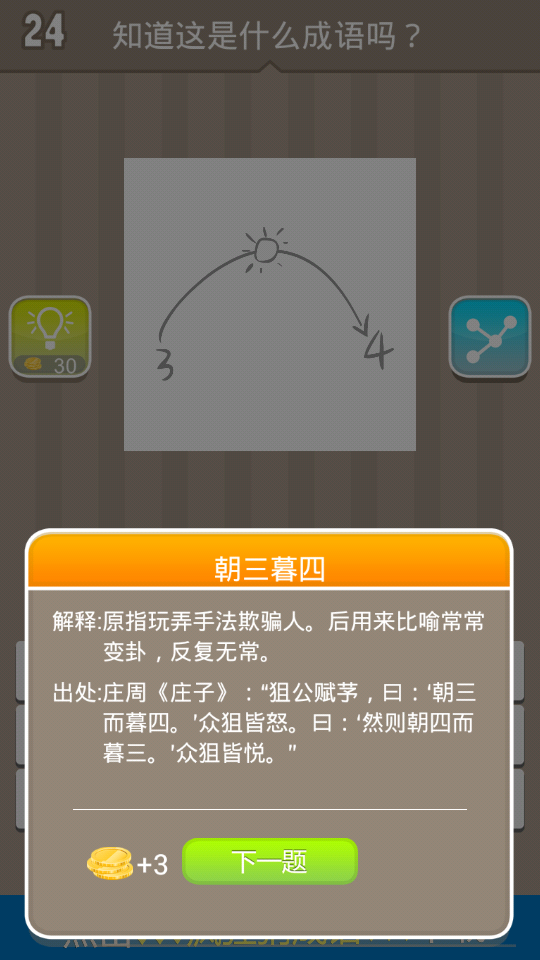 24
知道这是什么成语吗？
3
4
30
朝三暮四
解释:原指玩弄手法欺骗人。后用来比喻常常
变卦，反复无常。
出处:庄周《庄子》：“狙公赋芧，曰：‘朝三
而暮四。’众狙皆怒。曰：‘然则朝四而
暮三。’众狙皆悦。”
+3
下一题